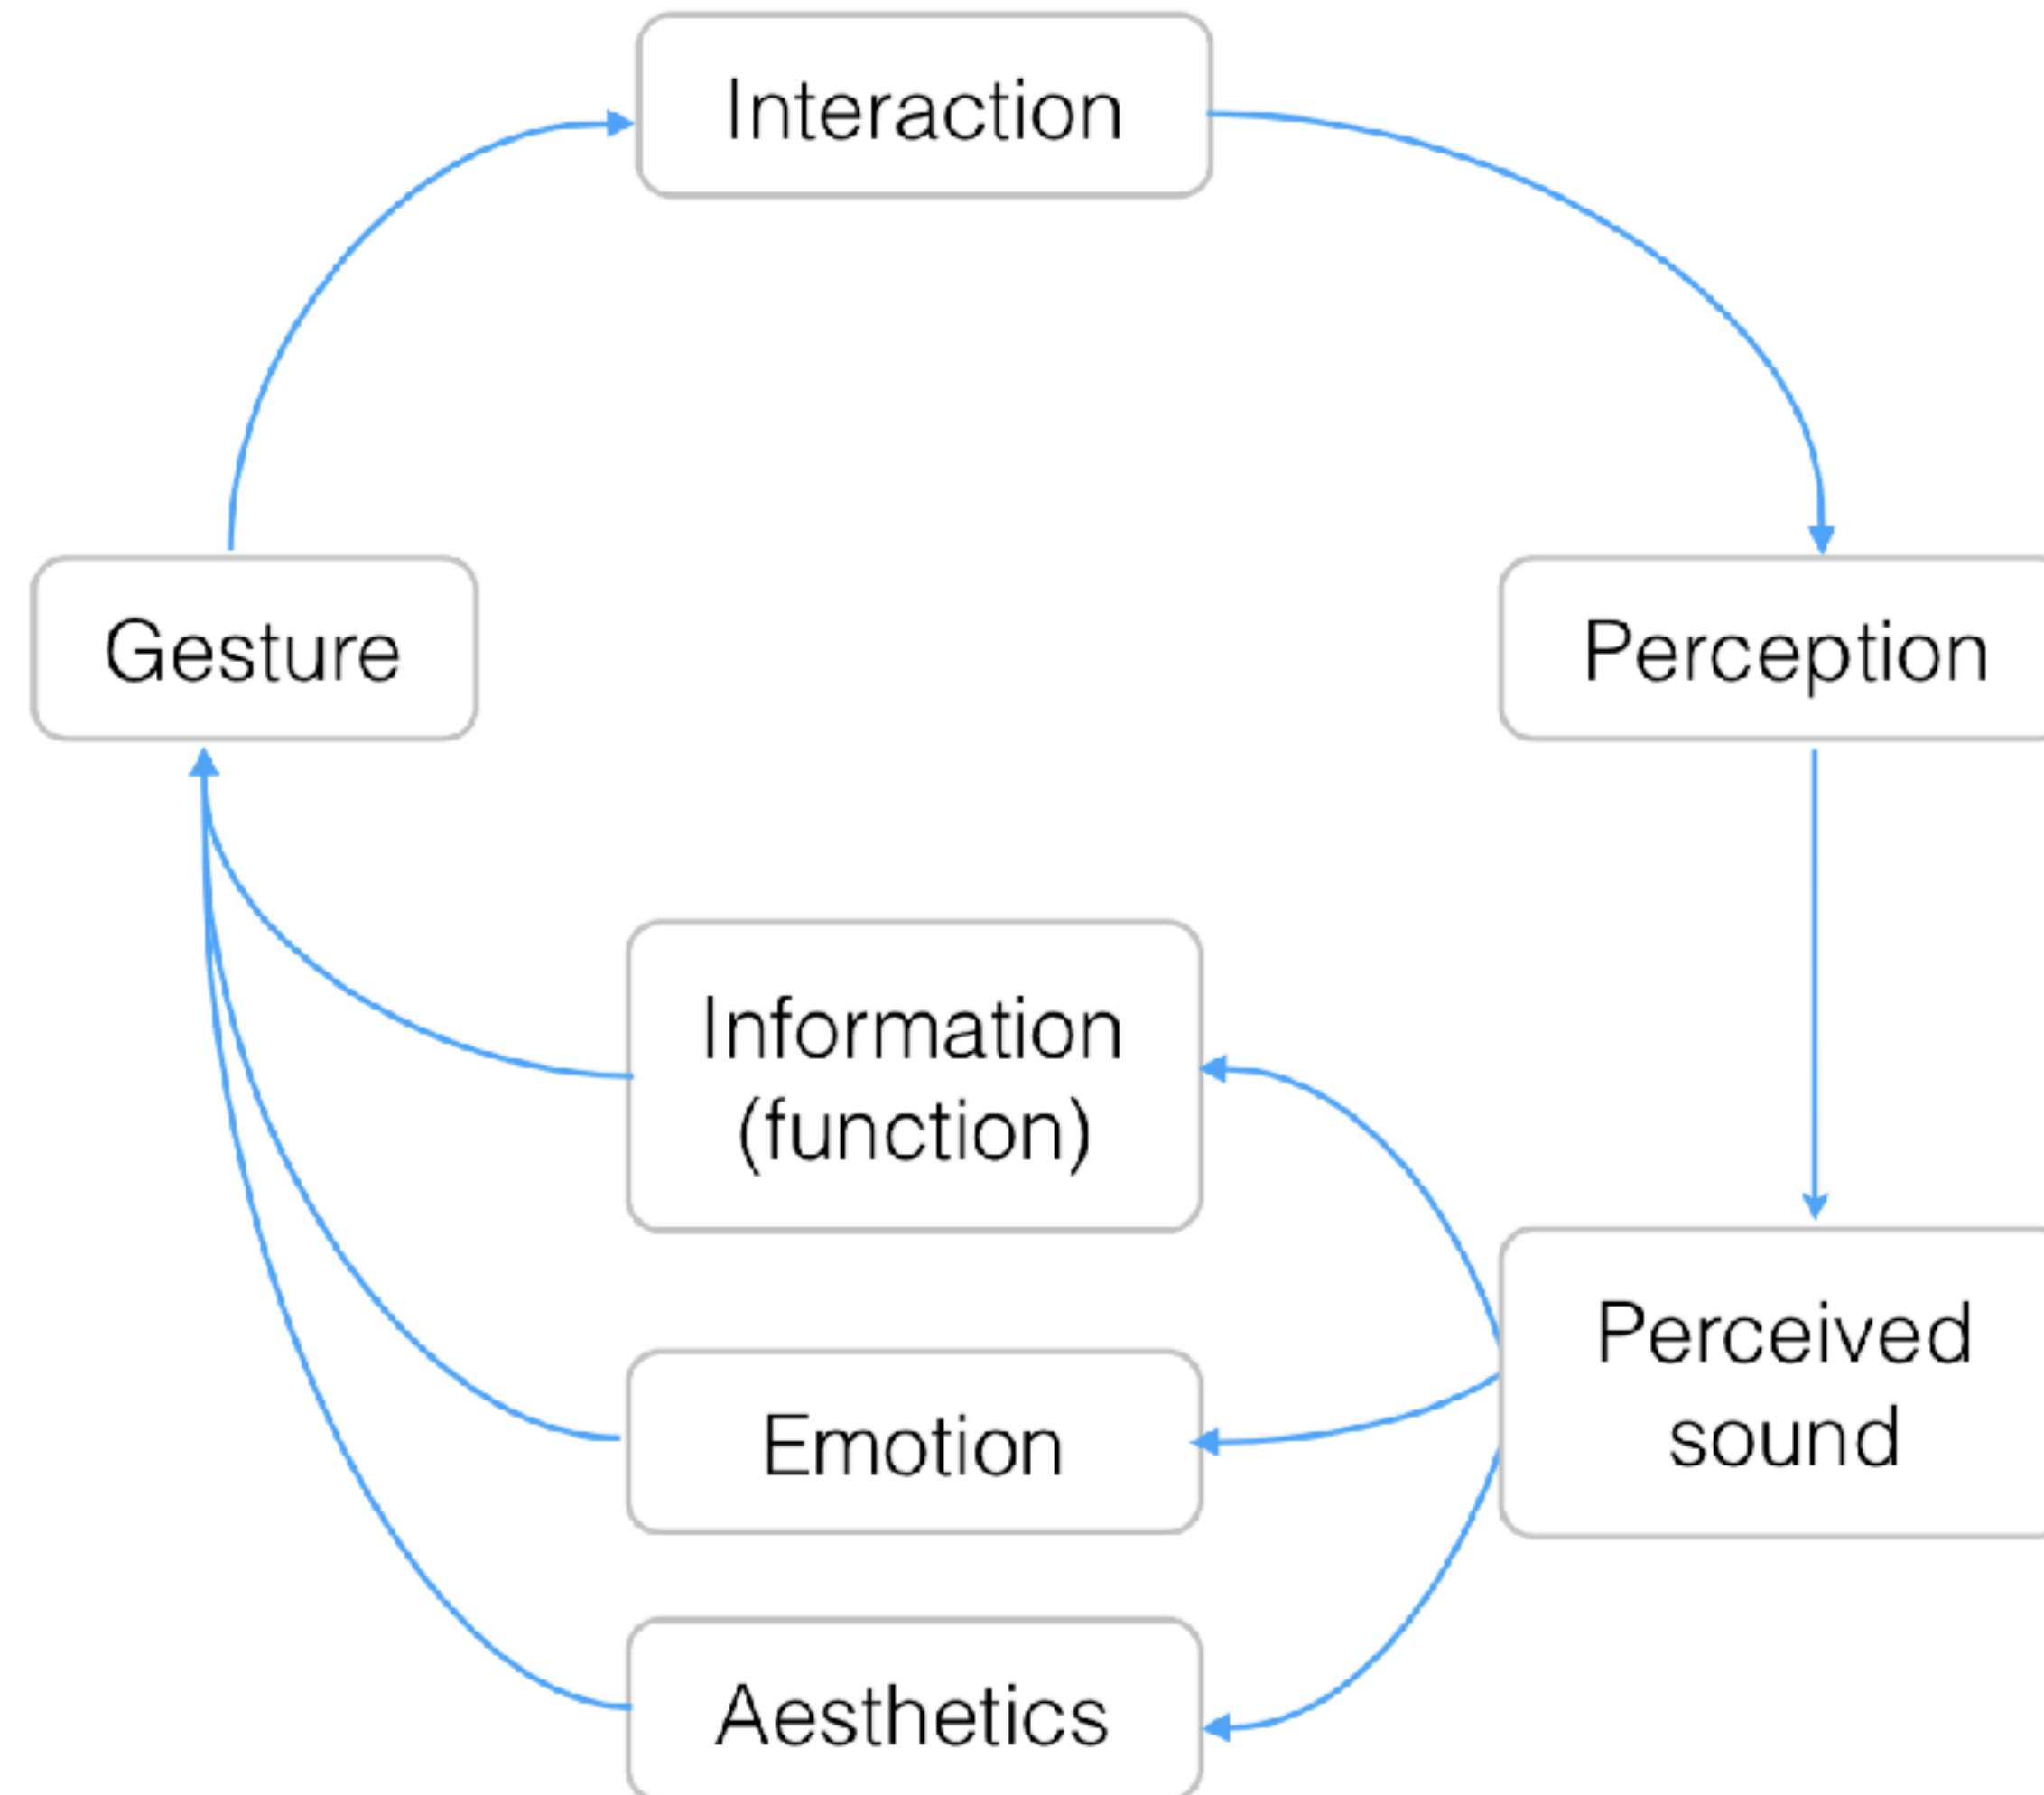 Interaction
Gesture
Perception
Information
(function)
Perceived
sound
Emotion
Aesthetics